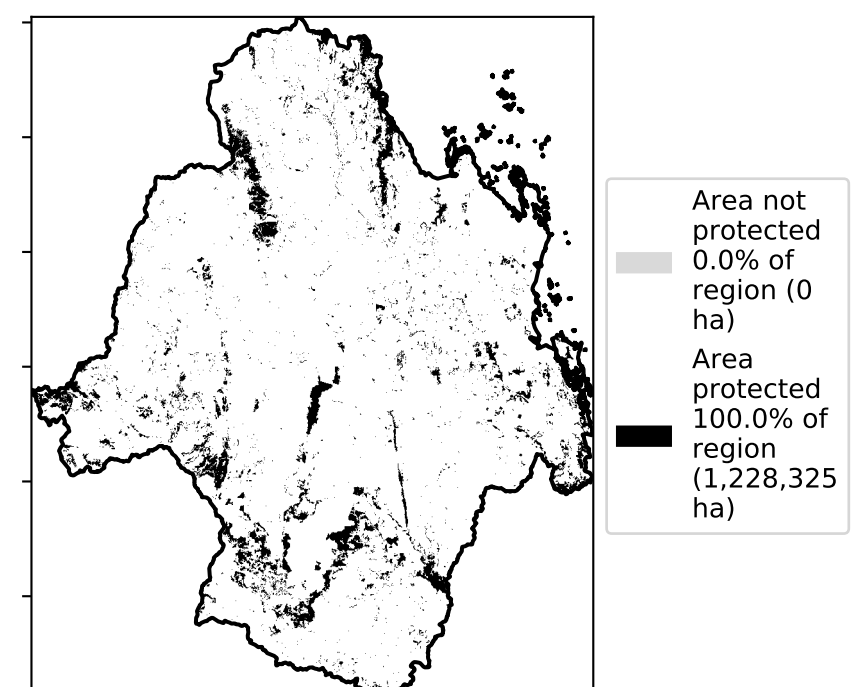 Area not
protected
0.0% of
region (0
ha)
Area
protected
100.0% of
region
(1,228,325
ha)